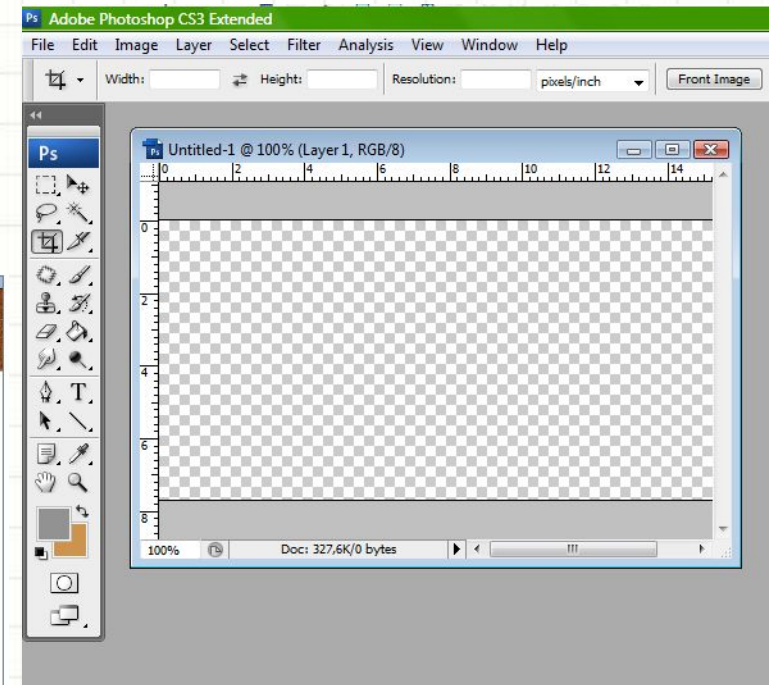 Ps Adobe Photoshop CS3 Extended
File Edit Image Layer Select Filter Analysis View Window Help
Width: Height: Resolution: pixels/inch Front Image
Ps
Ps Untitled-1 @ 100% (Layer 1, RGB/8)
0 2 4 6 8 10 12 14
0
2
4
T
6
8
100% Doc: 327,6K/0 bytes